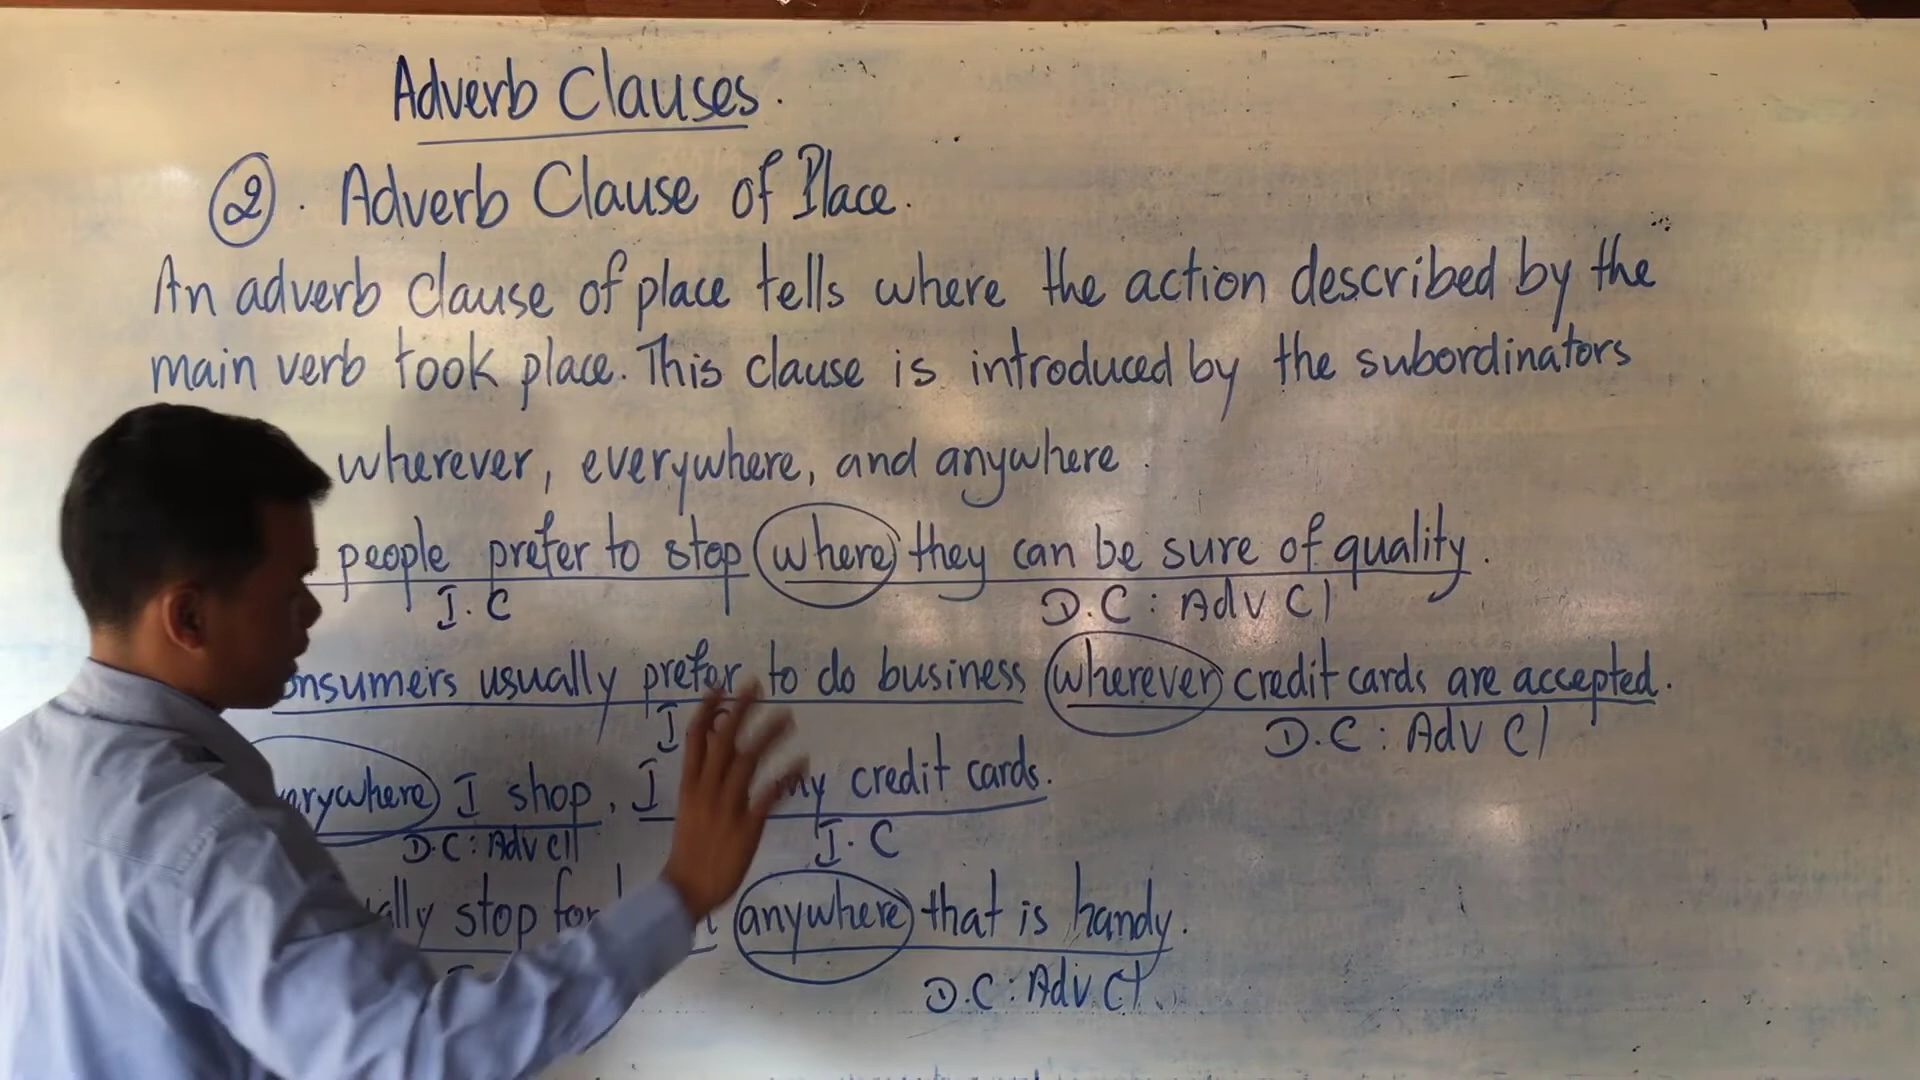 Adverb Clauses.
2. Adverb Clause of Place.
An adverb clause of place tells where the action described by the
main verb took place. This clause is introduced by the subordinators
wherever, everywhere, and anywhere.
people prefer to stop where they can be sure of quality.
I.C D.C: Adv Cl
usually prefer to do business wherever credit cards are accepted.
D.C: Adv Cl
I shop, I my credit cards.
D.C: Adv Cl I.C
stop for anywhere that is handy.
D.C: Adv Cl